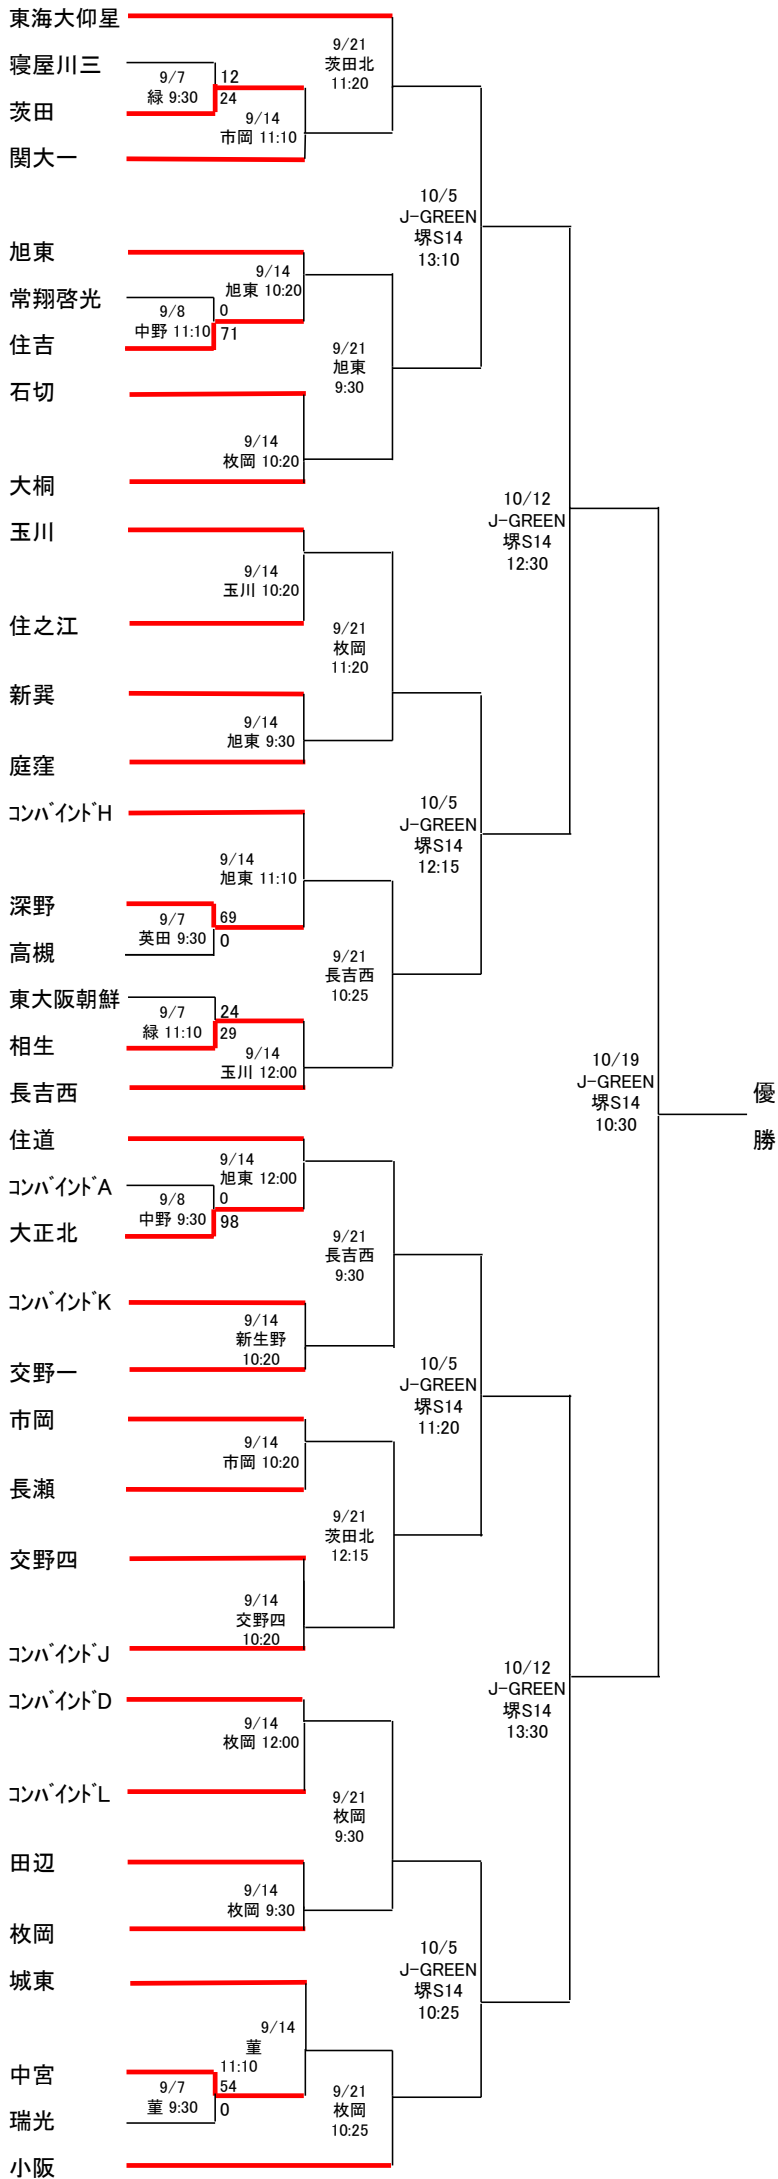 東海大仰星
9/21
茨田北
11:20
寝屋川三
9/7
緑 9:30
12
24
茨田
9/14
市岡 11:10
関大一
10/5
J-GREEN
堺S14
13:10
旭東
9/14
旭東 10:20
常翔啓光
9/8
中野 11:10
0
71
住吉
9/21
旭東
9:30
石切
9/14
枚岡 10:20
大桐
10/12
J-GREEN
堺S14
12:30
玉川
9/14
玉川 10:20
住之江
9/21
枚岡
11:20
新巽
9/14
旭東 9:30
庭窪
10/5
J-GREEN
堺S14
12:15
コンバインドH
9/14
旭東 11:10
深野
9/7
英田 9:30
69
0
高槻
9/21
長吉西
10:25
東大阪朝鮮
9/7
緑 11:10
24
29
相生
9/14
玉川 12:00
長吉西
10/19
J-GREEN
堺S14
10:30
優
勝
住道
9/14
旭東 12:00
コンバインドA
9/8
中野 9:30
0
98
大正北
9/21
長吉西
9:30
コンバインドK
9/14
新生野
10:20
交野一
10/5
J-GREEN
堺S14
11:20
市岡
9/14
市岡 10:20
長瀬
9/21
茨田北
12:15
交野四
9/14
交野四
10:20
コンバインドJ
10/12
J-GREEN
堺S14
13:30
コンバインドD
9/14
枚岡 12:00
コンバインドL
9/21
枚岡
9:30
田辺
9/14
枚岡 9:30
枚岡
10/5
J-GREEN
堺S14
10:25
城東
9/14
菫
11:10
中宮
9/7
菫 9:30
54
0
瑞光
9/21
枚岡
10:25
小阪